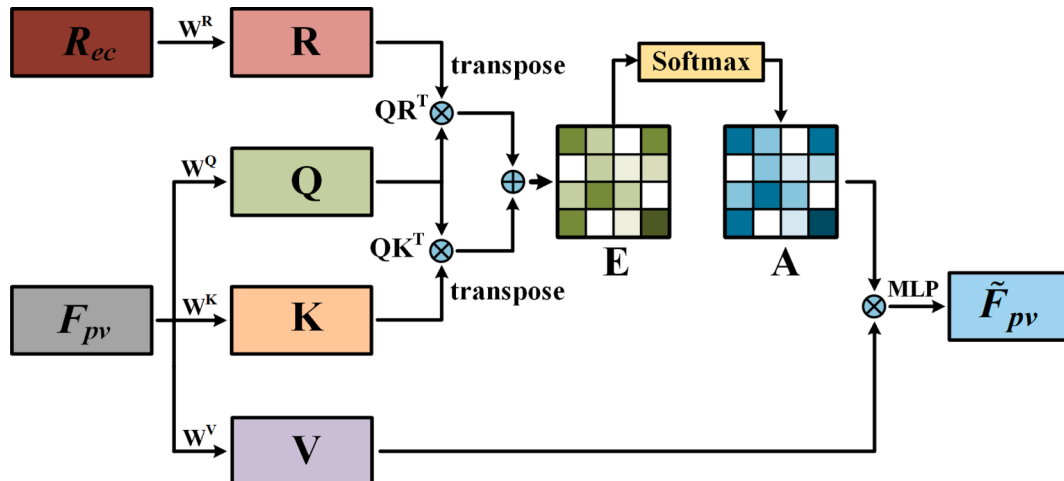 R_ec
W^R
R
transpose
QR^T
Softmax
W^Q
Q
QK^T
E
A
transpose
F_pv
W^K
K
MLP
F̃_pv
W^V
V